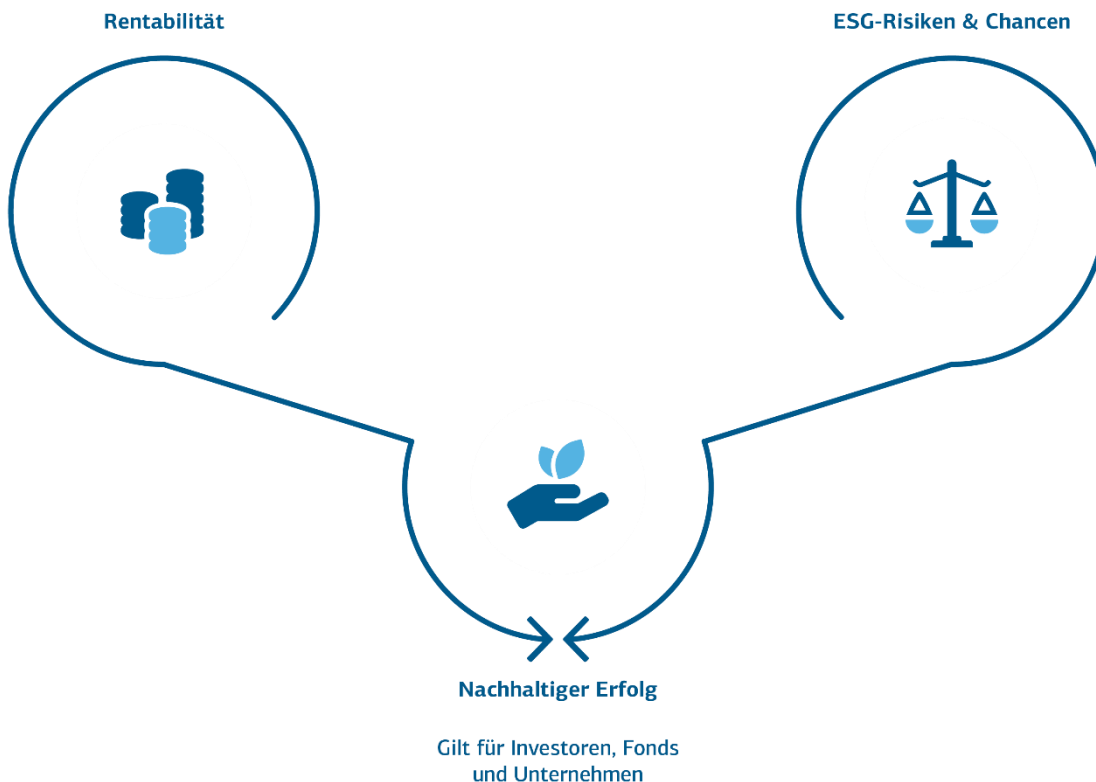 Rentabilität
ESG-Risiken & Chancen
Nachhaltiger Erfolg
Gilt für Investoren, Fonds
und Unternehmen